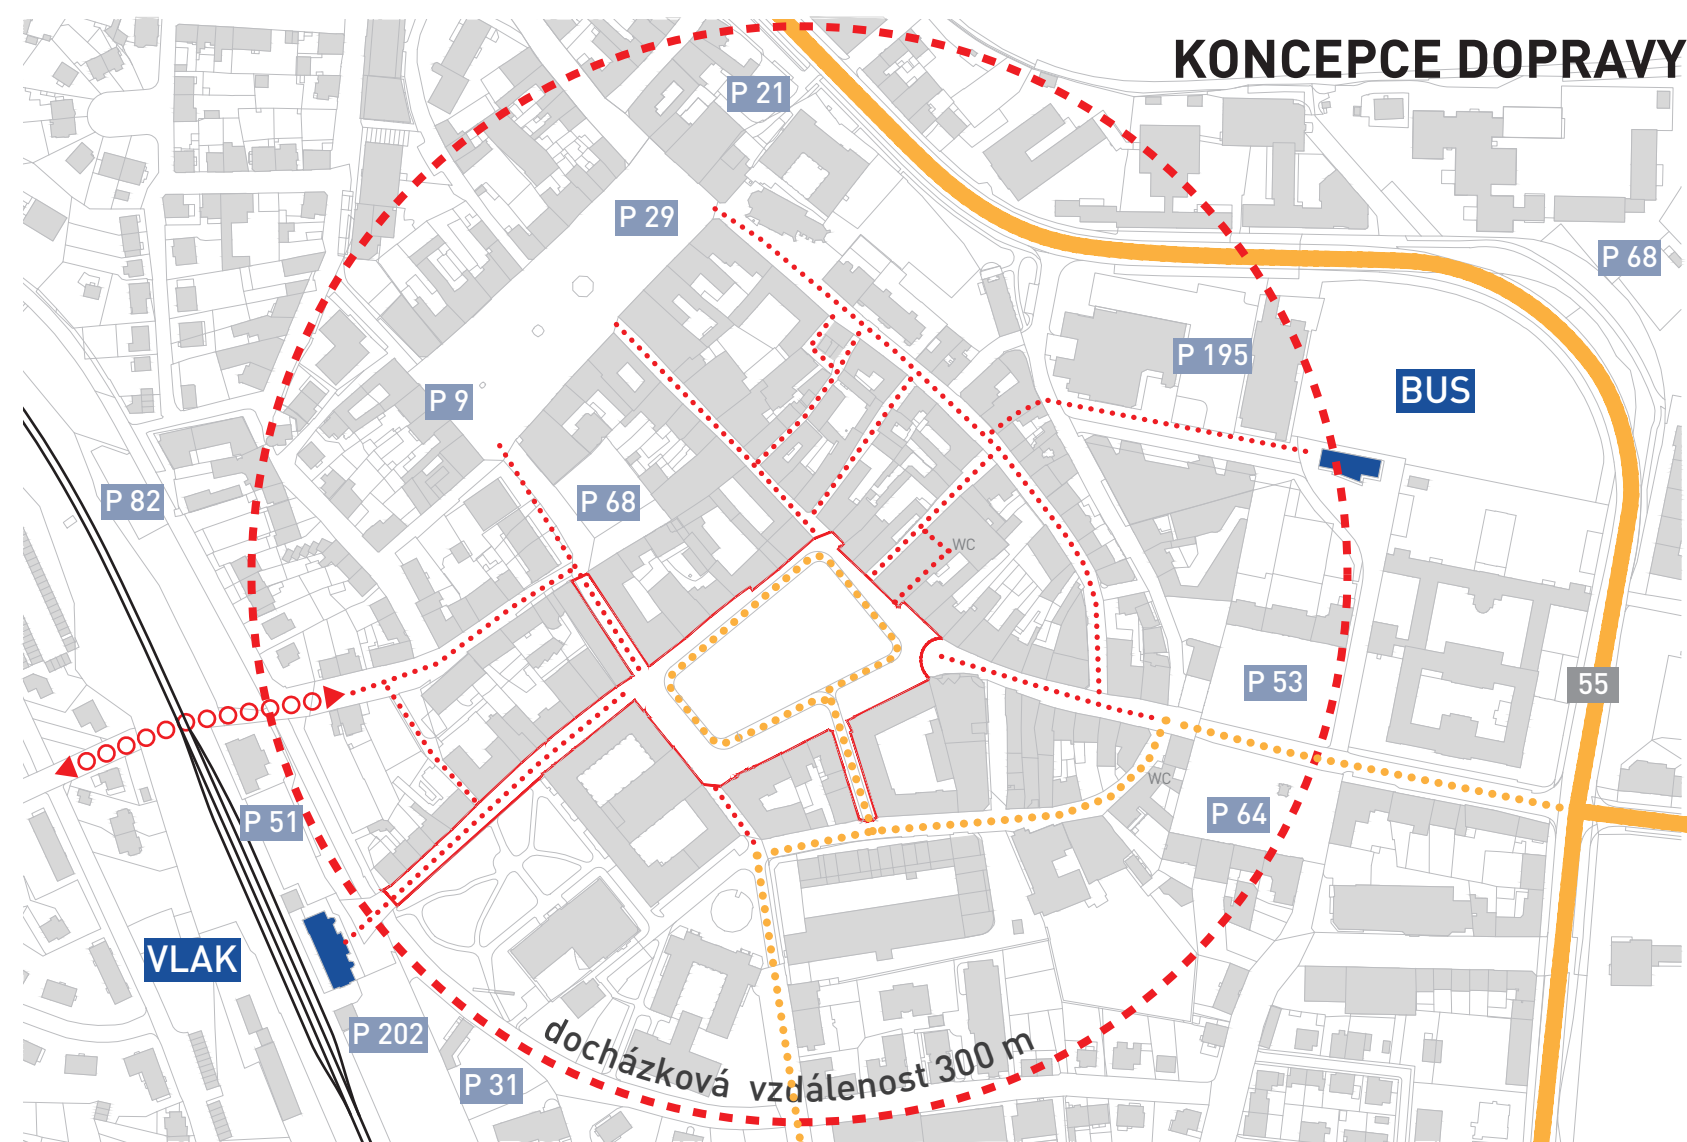 KONCEPCE DOPRAVY
P 21
P 29
P 68
P 195
BUS
P 9
P 82
P 68
WC
P 53
55
WC
P 51
P 64
VLAK
P 202
P 31
docházková vzdálenost 300 m